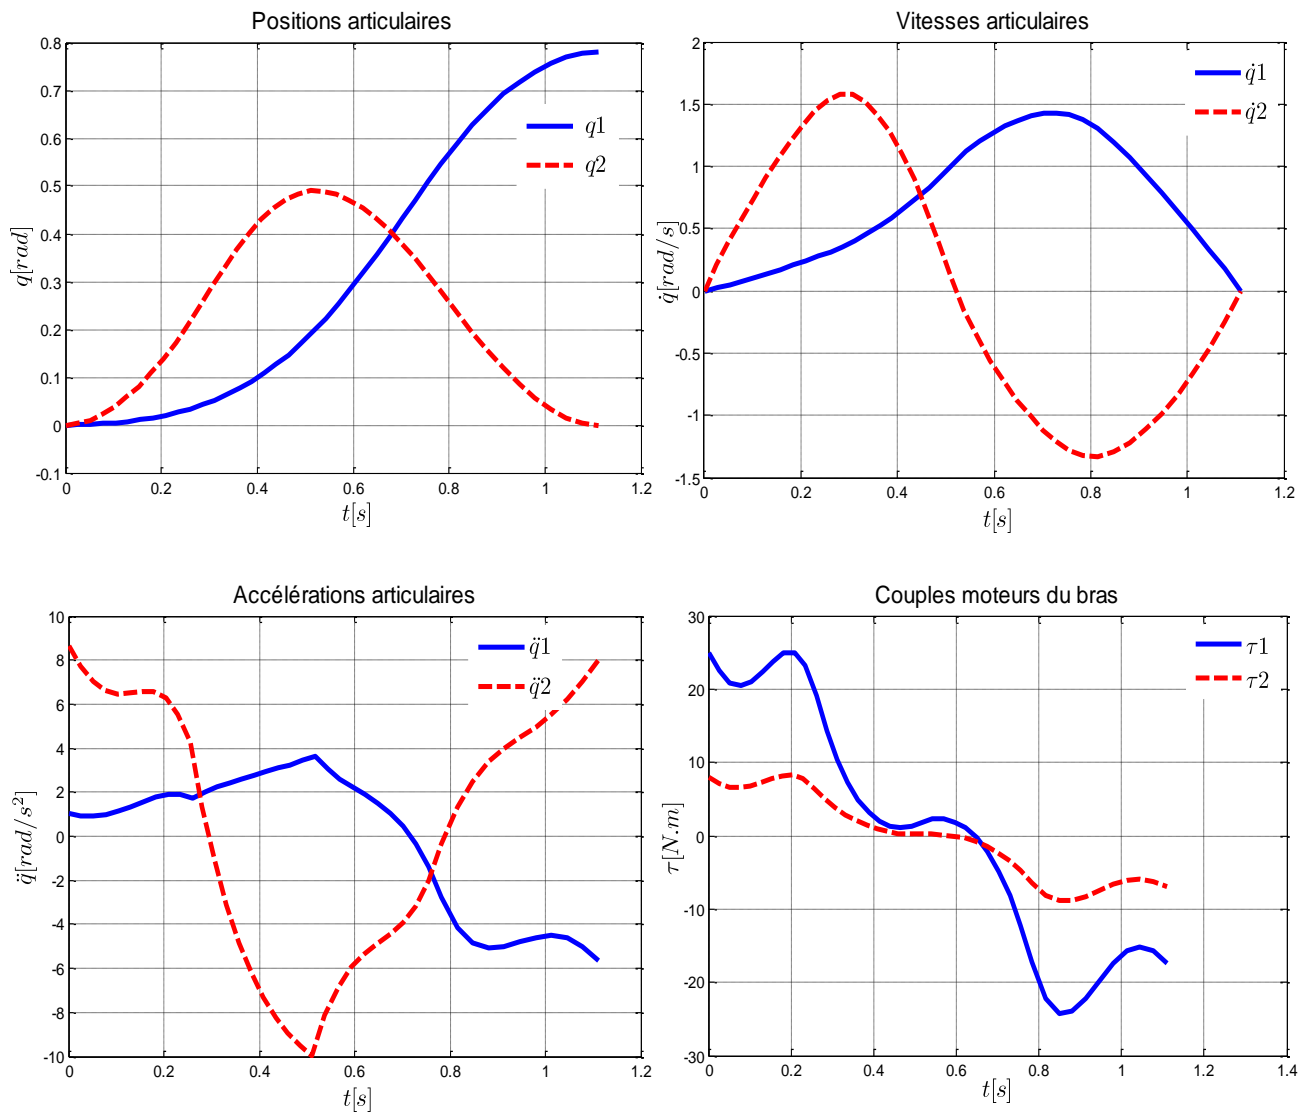 Positions articulaires
0.8
0.7
0.6
0.5
0.4
0.3
0.2
0.1
0
-0.1
q[rad]
q1
q2
0 0.2 0.4 0.6 0.8 1 1.2
t[s]
Vitesses articulaires
2
1.5
1
0.5
0
-0.5
-1
-1.5
q̇[rad/s]
q̇1
q̇2
0 0.2 0.4 0.6 0.8 1 1.2
t[s]
Accélérations articulaires
10
8
6
4
2
0
-2
-4
-6
-8
-10
q̈[rad/s²]
q̈1
q̈2
0 0.2 0.4 0.6 0.8 1 1.2
t[s]
Couples moteurs du bras
30
20
10
0
-10
-20
-30
τ[N.m]
τ1
τ2
0 0.2 0.4 0.6 0.8 1 1.2 1.4
t[s]